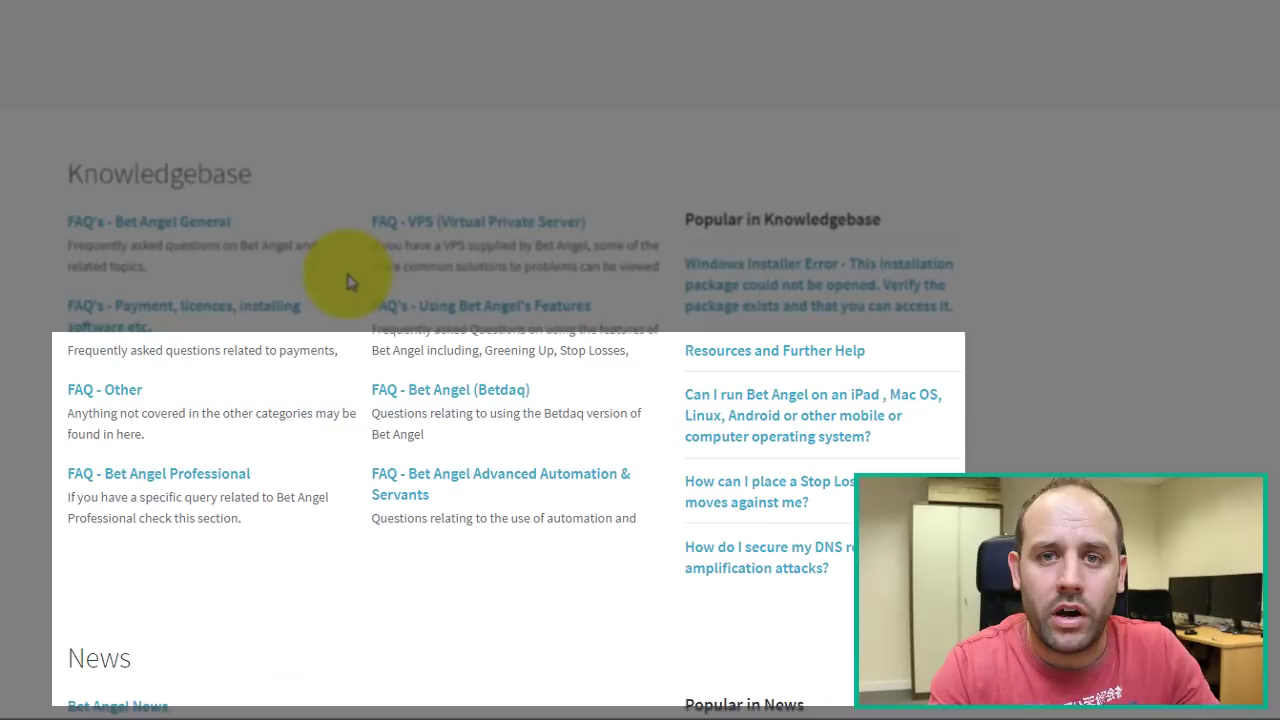 Knowledgebase
FAQ's - Bet Angel General
Frequently asked questions on Bet Angel and
related topics.
FAQ's - Payment, licences, installing
software etc.
Frequently asked questions related to payments,
FAQ - Other
Anything not covered in the other categories may be
found in here.
FAQ - Bet Angel Professional
If you have a specific query related to Bet Angel
Professional check this section.
FAQ - VPS (Virtual Private Server)
you have a VPS supplied by Bet Angel, some of the
common solutions to problems can be viewed
FAQ's - Using Bet Angel's Features
Frequently asked Questions on using the features of
Bet Angel including, Greening Up, Stop Losses,
FAQ - Bet Angel (Betdaq)
Questions relating to using the Betdaq version of
Bet Angel
FAQ - Bet Angel Advanced Automation &
Servants
Questions relating to the use of automation and
Popular in Knowledgebase
Windows Installer Error - This installation
package could not be opened. Verify the
package exists and that you can access it.
Resources and Further Help
Can I run Bet Angel on an iPad , Mac OS,
Linux, Android or other mobile or
computer operating system?
How can I place a Stop
moves against me?
How do I secure my DNS
amplification attacks?
News
Bet Angel News
Popular in News